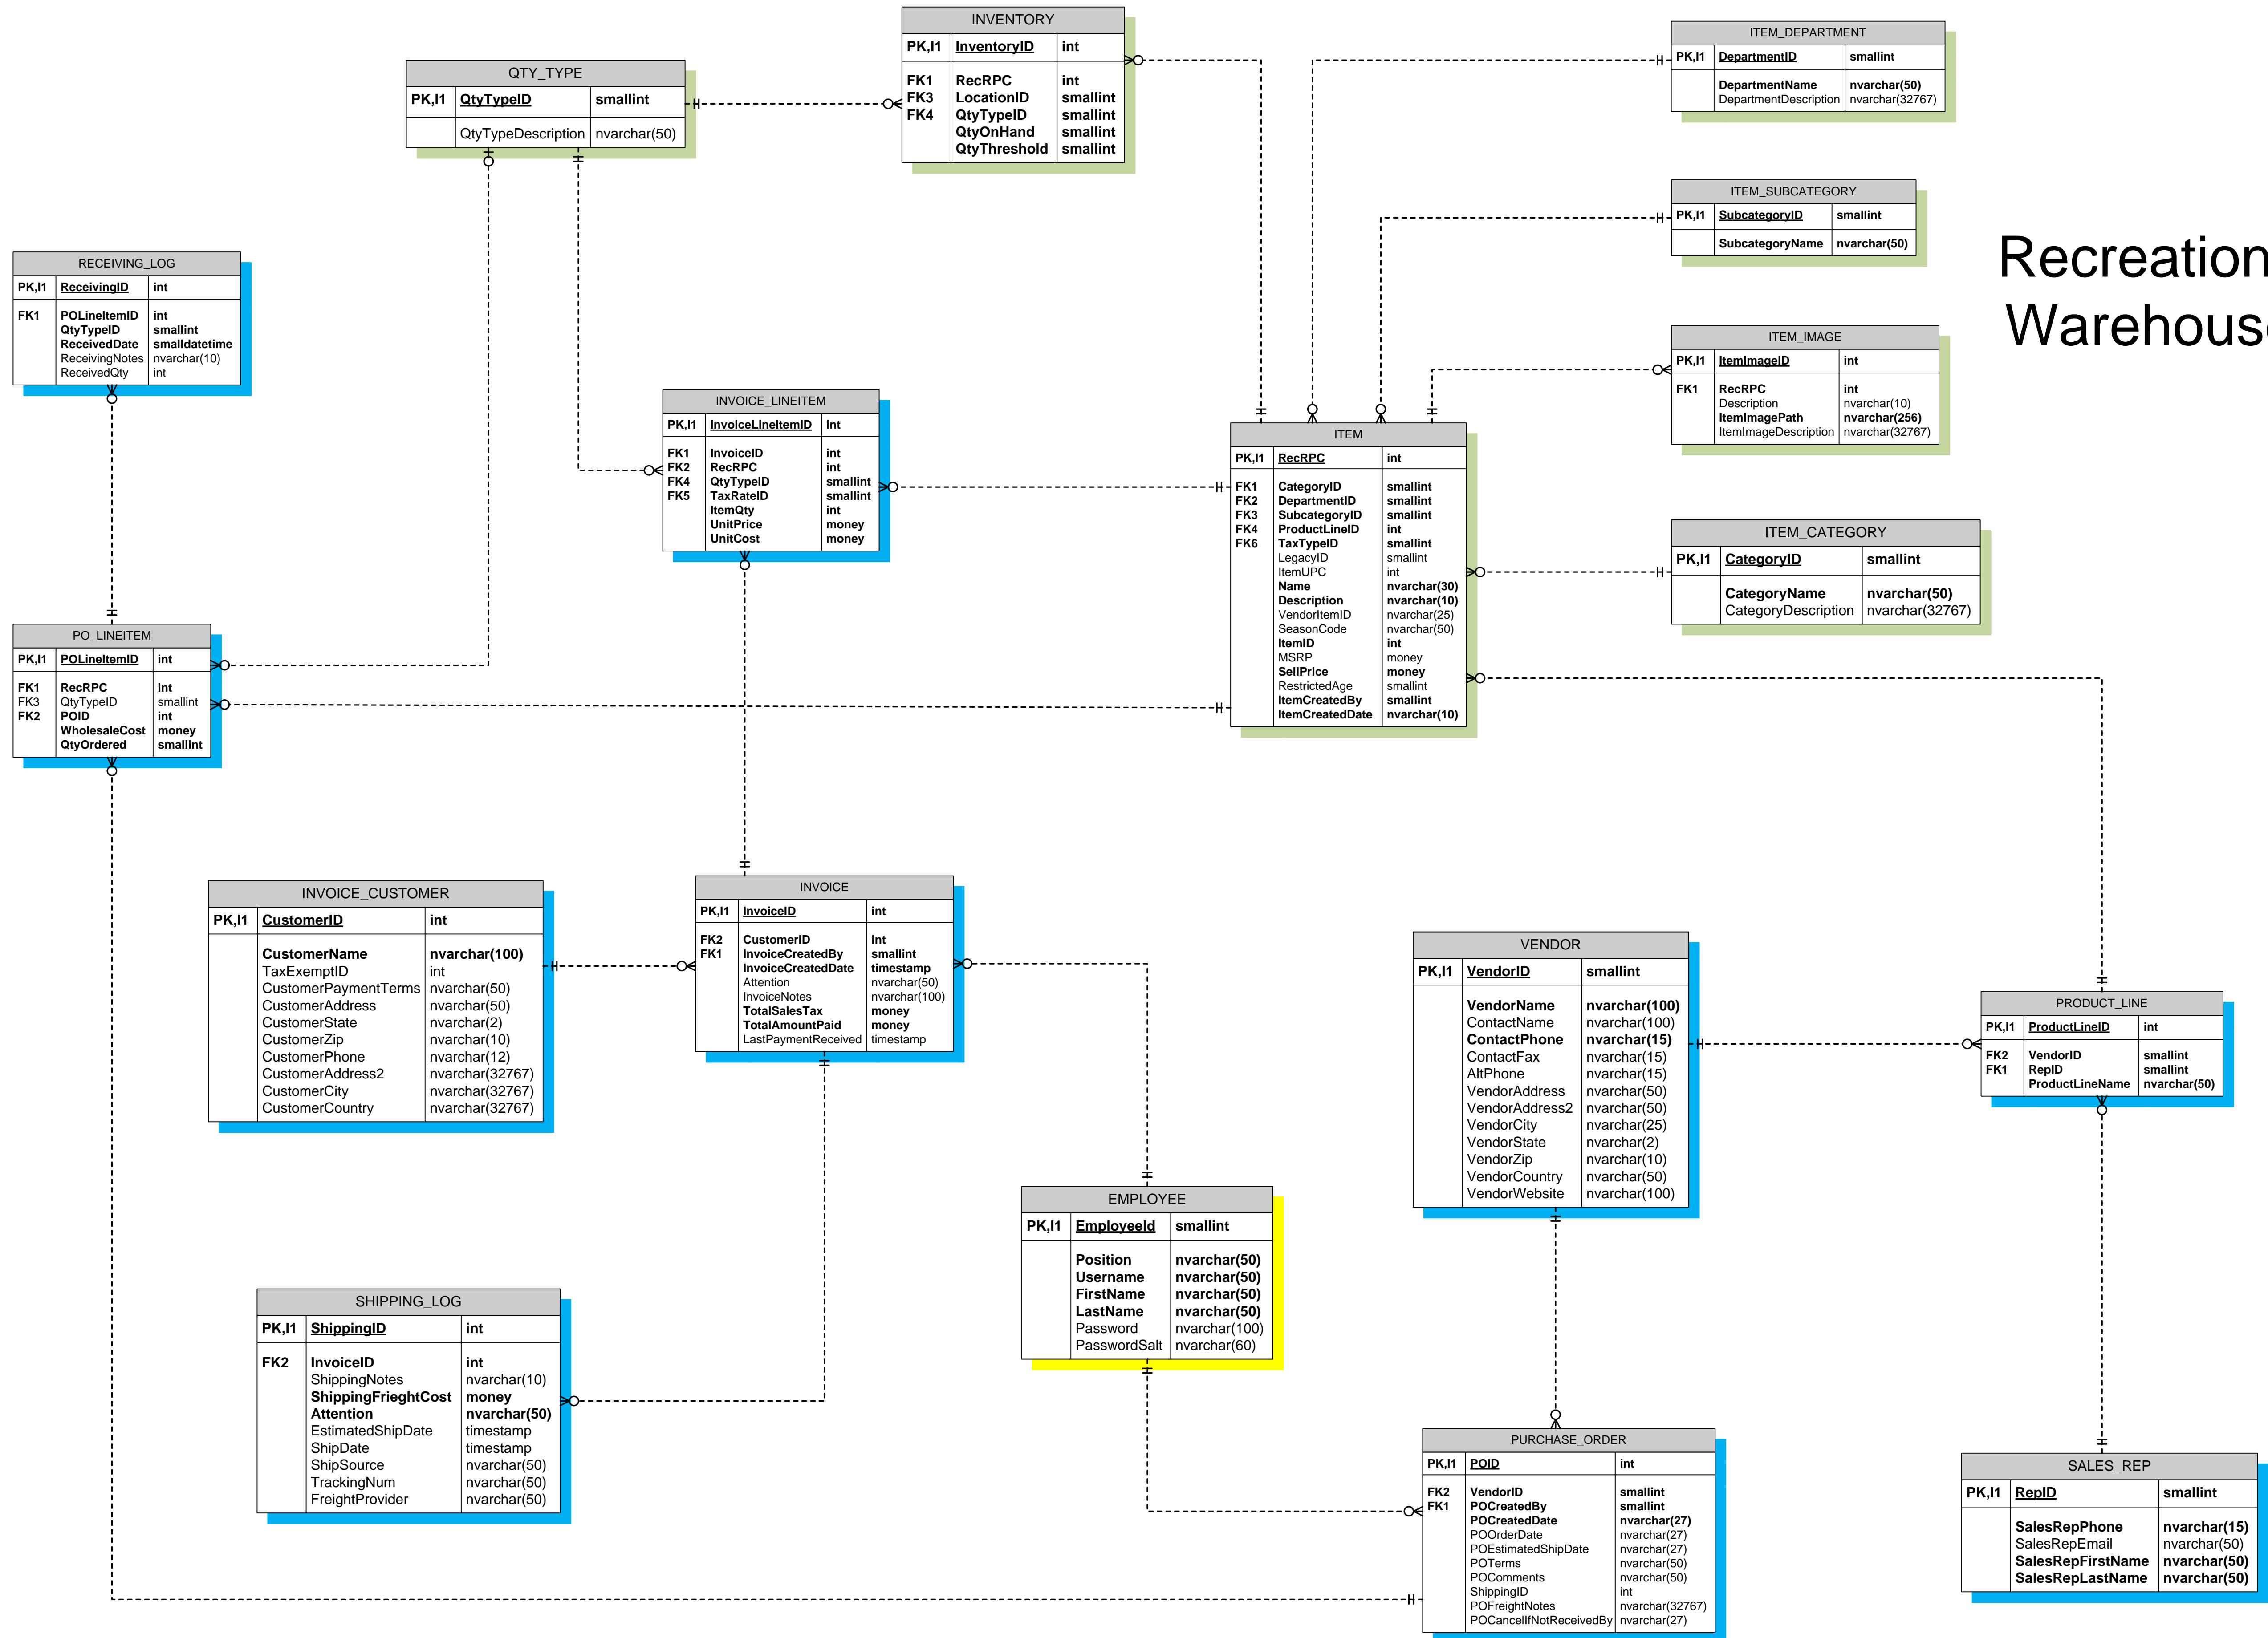 INVENTORY
PK,I1 InventoryID int
FK1 RecRPC int
FK3 LocationID smallint
FK4 QtyTypeID smallint
QtyOnHand smallint
QtyThreshold smallint
ITEM_DEPARTMENT
PK,I1 DepartmentID smallint
DepartmentName nvarchar(50)
DepartmentDescription nvarchar(32767)
QTY_TYPE
PK,I1 QtyTypeID smallint
QtyTypeDescription nvarchar(50)
ITEM_SUBCATEGORY
PK,I1 SubcategoryID smallint
SubcategoryName nvarchar(50)
Recreation
Warehouse
RECEIVING_LOG
PK,I1 ReceivingID int
FK1 POLineItemID int
QtyTypeID smallint
ReceivedDate smalldatetime
ReceivingNotes nvarchar(10)
ReceivedQty int
ITEM_IMAGE
PK,I1 ItemImageID int
FK1 RecRPC int
Description nvarchar(10)
ItemImagePath nvarchar(256)
ItemImageDescription nvarchar(32767)
INVOICE_LINEITEM
PK,I1 InvoiceLineItemID int
FK1 InvoiceID int
FK2 RecRPC int
FK4 QtyTypeID smallint
FK5 TaxRateID smallint
ItemQty int
UnitPrice money
UnitCost money
ITEM
PK,I1 RecRPC int
FK1 CategoryID smallint
FK2 DepartmentID smallint
FK3 SubcategoryID smallint
FK4 ProductLineID int
FK6 TaxTypeID smallint
LegacyID smallint
ItemUPC int
Name nvarchar(30)
Description nvarchar(10)
VendorItemID nvarchar(25)
SeasonCode nvarchar(50)
ItemID int
MSRP money
SellPrice money
RestrictedAge smallint
ItemCreatedBy smallint
ItemCreatedDate nvarchar(10)
ITEM_CATEGORY
PK,I1 CategoryID smallint
CategoryName nvarchar(50)
CategoryDescription nvarchar(32767)
PO_LINEITEM
PK,I1 POLineItemID int
FK1 RecRPC int
FK3 QtyTypeID smallint
FK2 POID int
WholesaleCost money
QtyOrdered smallint
INVOICE_CUSTOMER
PK,I1 CustomerID int
CustomerName nvarchar(100)
TaxExemptID int
CustomerPaymentTerms nvarchar(50)
CustomerAddress nvarchar(50)
CustomerState nvarchar(2)
CustomerZip nvarchar(10)
CustomerPhone nvarchar(12)
CustomerAddress2 nvarchar(32767)
CustomerCity nvarchar(32767)
CustomerCountry nvarchar(32767)
INVOICE
PK,I1 InvoiceID int
FK2 CustomerID int
FK1 InvoiceCreatedBy smallint
InvoiceCreatedDate timestamp
Attention nvarchar(50)
InvoiceNotes nvarchar(100)
TotalSalesTax money
TotalAmountPaid money
LastPaymentReceived timestamp
VENDOR
PK,I1 VendorID smallint
VendorName nvarchar(100)
ContactName nvarchar(100)
ContactPhone nvarchar(15)
ContactFax nvarchar(15)
AltPhone nvarchar(15)
VendorAddress nvarchar(50)
VendorAddress2 nvarchar(50)
VendorCity nvarchar(25)
VendorState nvarchar(2)
VendorZip nvarchar(10)
VendorCountry nvarchar(50)
VendorWebsite nvarchar(100)
PRODUCT_LINE
PK,I1 ProductLineID int
FK2 VendorID smallint
FK1 RepID smallint
ProductLineName nvarchar(50)
EMPLOYEE
PK,I1 EmployeeId smallint
Position nvarchar(50)
Username nvarchar(50)
FirstName nvarchar(50)
LastName nvarchar(50)
Password nvarchar(100)
PasswordSalt nvarchar(60)
SHIPPING_LOG
PK,I1 ShippingID int
FK2 InvoiceID int
ShippingNotes nvarchar(10)
ShippingFrieghtCost money
Attention nvarchar(50)
EstimatedShipDate timestamp
ShipDate timestamp
ShipSource nvarchar(50)
TrackingNum nvarchar(50)
FreightProvider nvarchar(50)
PURCHASE_ORDER
PK,I1 POID int
FK2 VendorID smallint
FK1 POCreatedBy smallint
POCreatedDate nvarchar(27)
POOrderDate nvarchar(27)
POEstimatedShipDate nvarchar(27)
POTerms nvarchar(50)
POComments nvarchar(50)
ShippingID int
POFreightNotes nvarchar(32767)
POCancelIfNotReceivedBy nvarchar(27)
SALES_REP
PK,I1 RepID smallint
SalesRepPhone nvarchar(15)
SalesRepEmail nvarchar(50)
SalesRepFirstName nvarchar(50)
SalesRepLastName nvarchar(50)